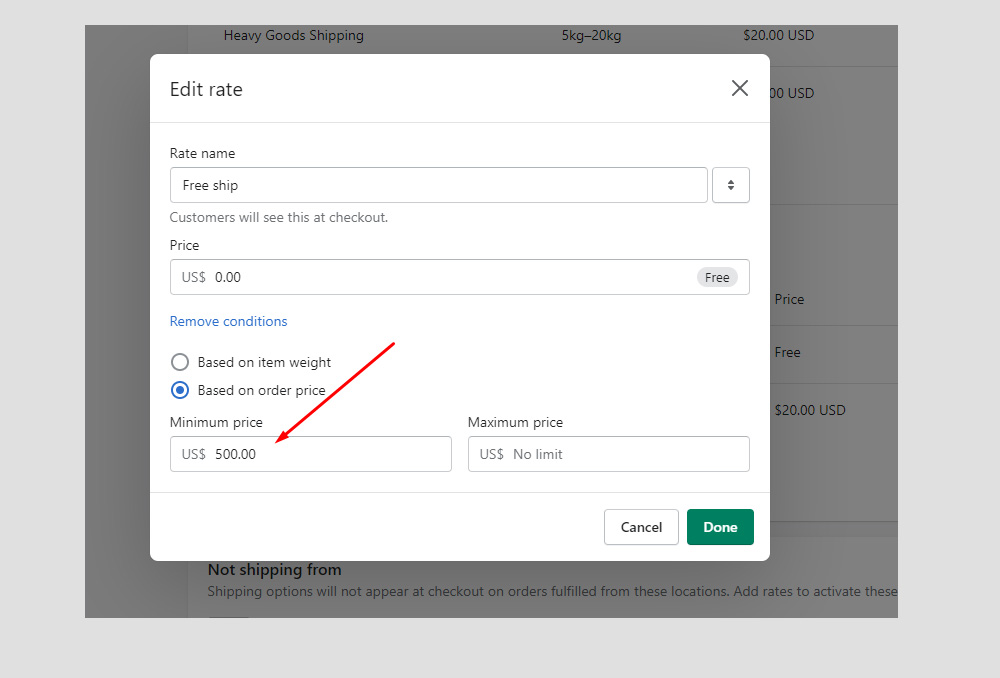 Heavy Goods Shipping 5kg–20kg $20.00 USD
Edit rate
00 USD
Rate name
Free ship
Customers will see this at checkout.
Price
US$ 0.00 Free
Remove conditions
Price
Based on item weight
Free
Based on order price
$20.00 USD
Minimum price Maximum price
US$ 500.00 US$ No limit
Cancel Done
Not shipping from
Shipping options will not appear at checkout on orders fulfilled from these locations. Add rates to activate these